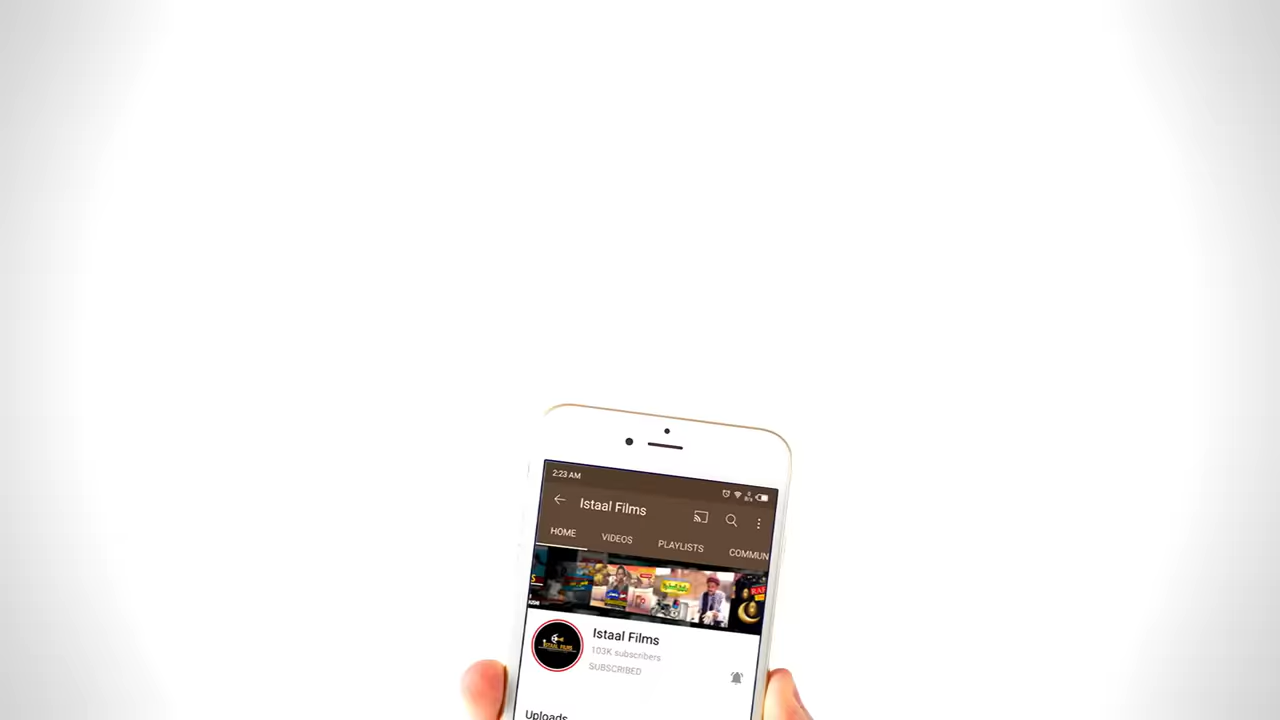 2:23 AM
Istaal Films
HOME VIDEOS PLAYLISTS COMMUN
Istaal Films
103K subscribers
SUBSCRIBED
Uploads